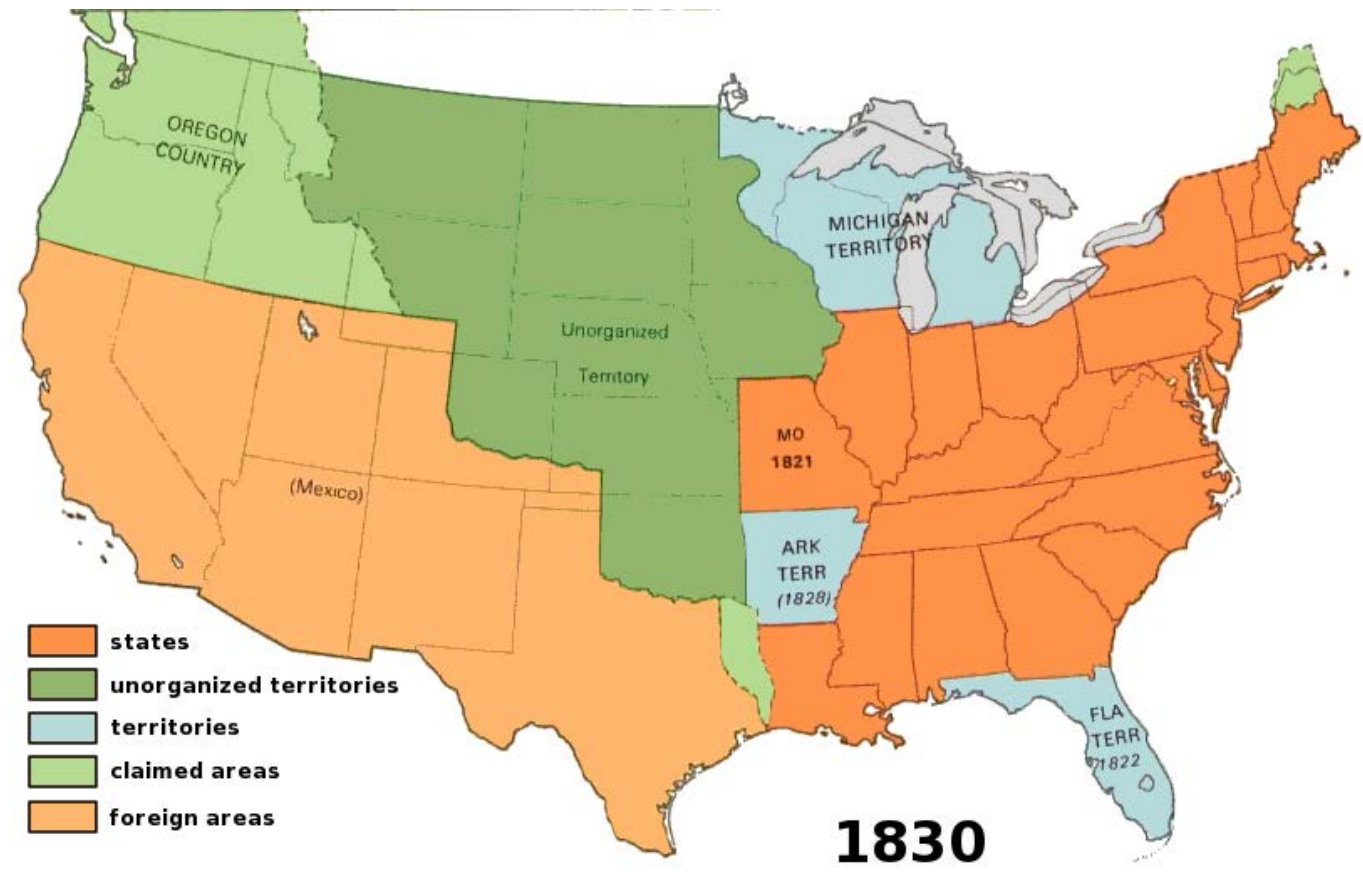 OREGON
COUNTRY
MICHIGAN
TERRITORY
Unorganized
Territory
MO
1821
(Mexico)
ARK
TERR
(1828)
FLA
TERR
1822
states
unorganized territories
territories
claimed areas
foreign areas
1830